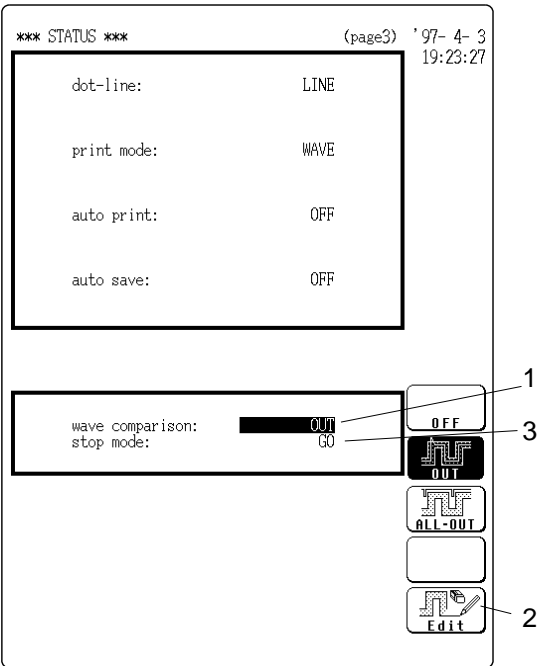 *** STATUS *** (page3) '97- 4- 3
19:23:27
dot-line: LINE
print mode: WAVE
auto print: OFF
auto save: OFF
1
wave comparison: OUT
stop mode: GO
3
OFF
OUT
ALL-OUT
Edit
2